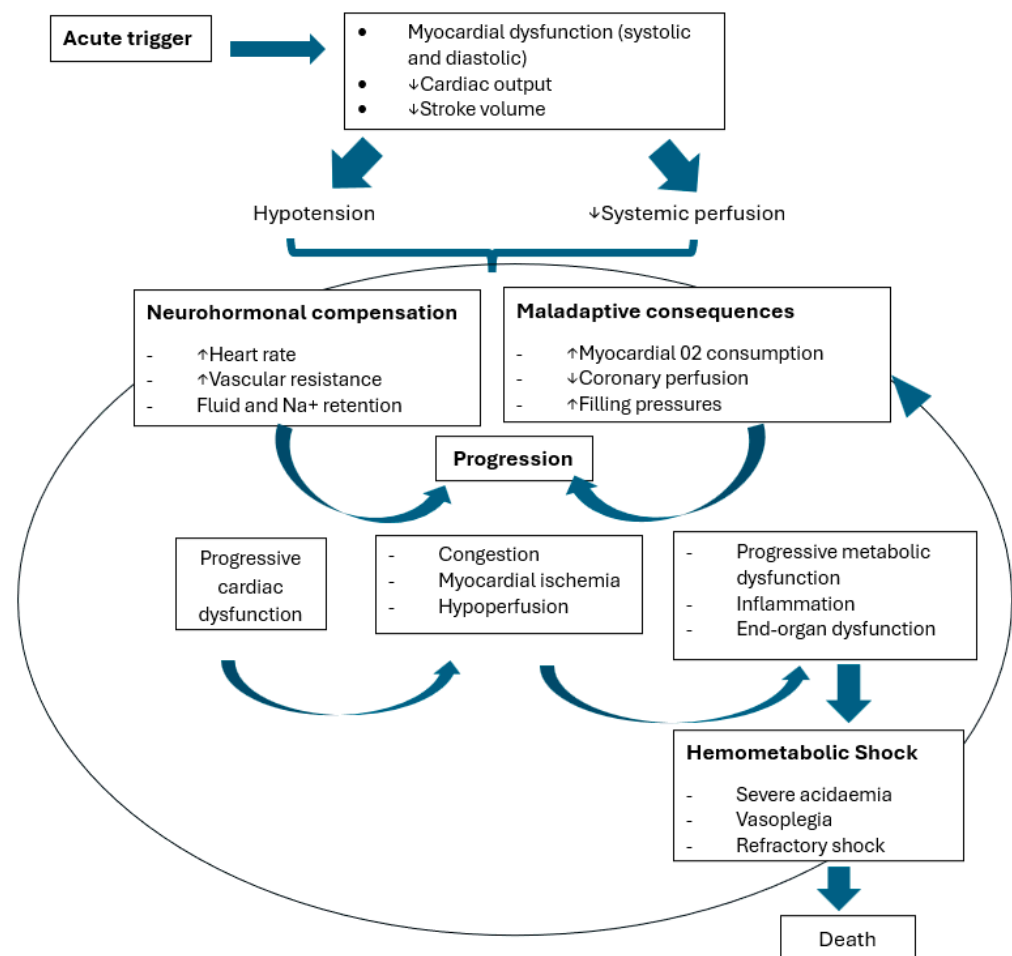 Acute trigger
● Myocardial dysfunction (systolic
and diastolic)
● ↓Cardiac output
● ↓Stroke volume
Hypotension
↓Systemic perfusion
Neurohormonal compensation
- ↑Heart rate
- ↑Vascular resistance
- Fluid and Na+ retention
Maladaptive consequences
- ↑Myocardial 02 consumption
- ↓Coronary perfusion
- ↑Filling pressures
Progression
Progressive
cardiac
dysfunction
- Congestion
- Myocardial ischemia
- Hypoperfusion
- Progressive metabolic
dysfunction
- Inflammation
- End-organ dysfunction
Hemometabolic Shock
- Severe acidaemia
- Vasoplegia
- Refractory shock
Death